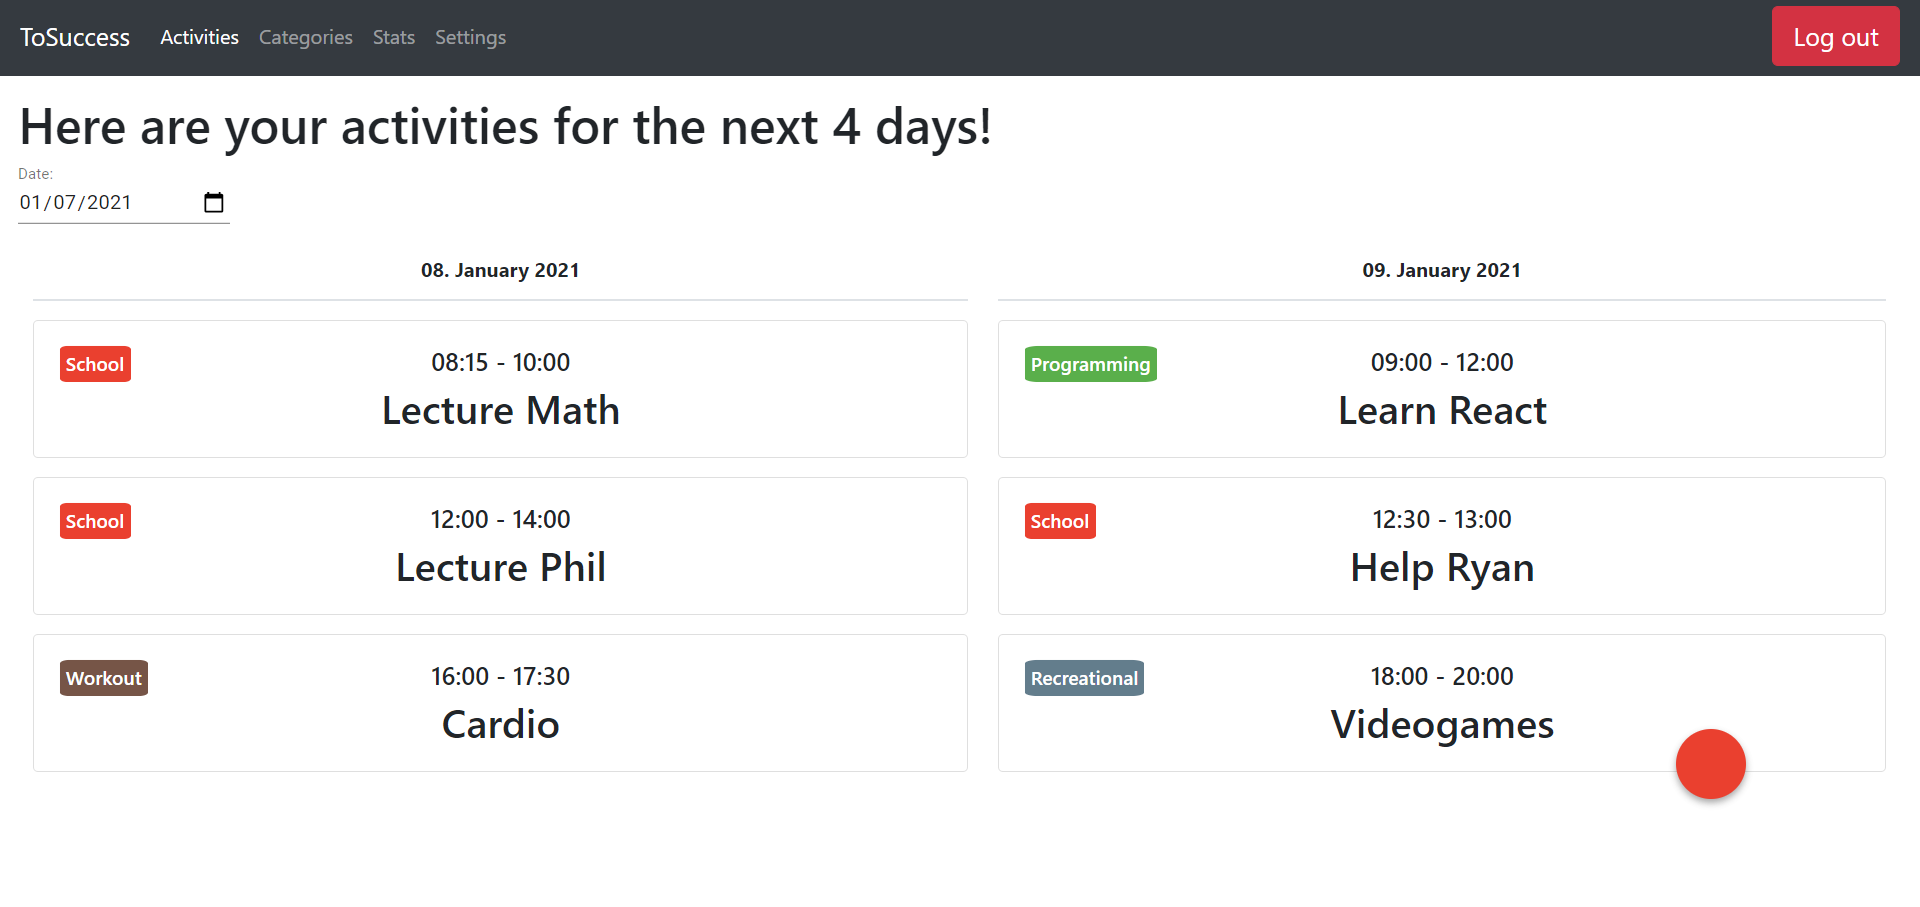 ToSuccess Activities Categories Stats Settings Log out
Here are your activities for the next 4 days!
Date:
01/07/2021
08. January 2021
School
08:15 - 10:00
Lecture Math
School
12:00 - 14:00
Lecture Phil
Workout
16:00 - 17:30
Cardio
09. January 2021
Programming
09:00 - 12:00
Learn React
School
12:30 - 13:00
Help Ryan
Recreational
18:00 - 20:00
Videogames